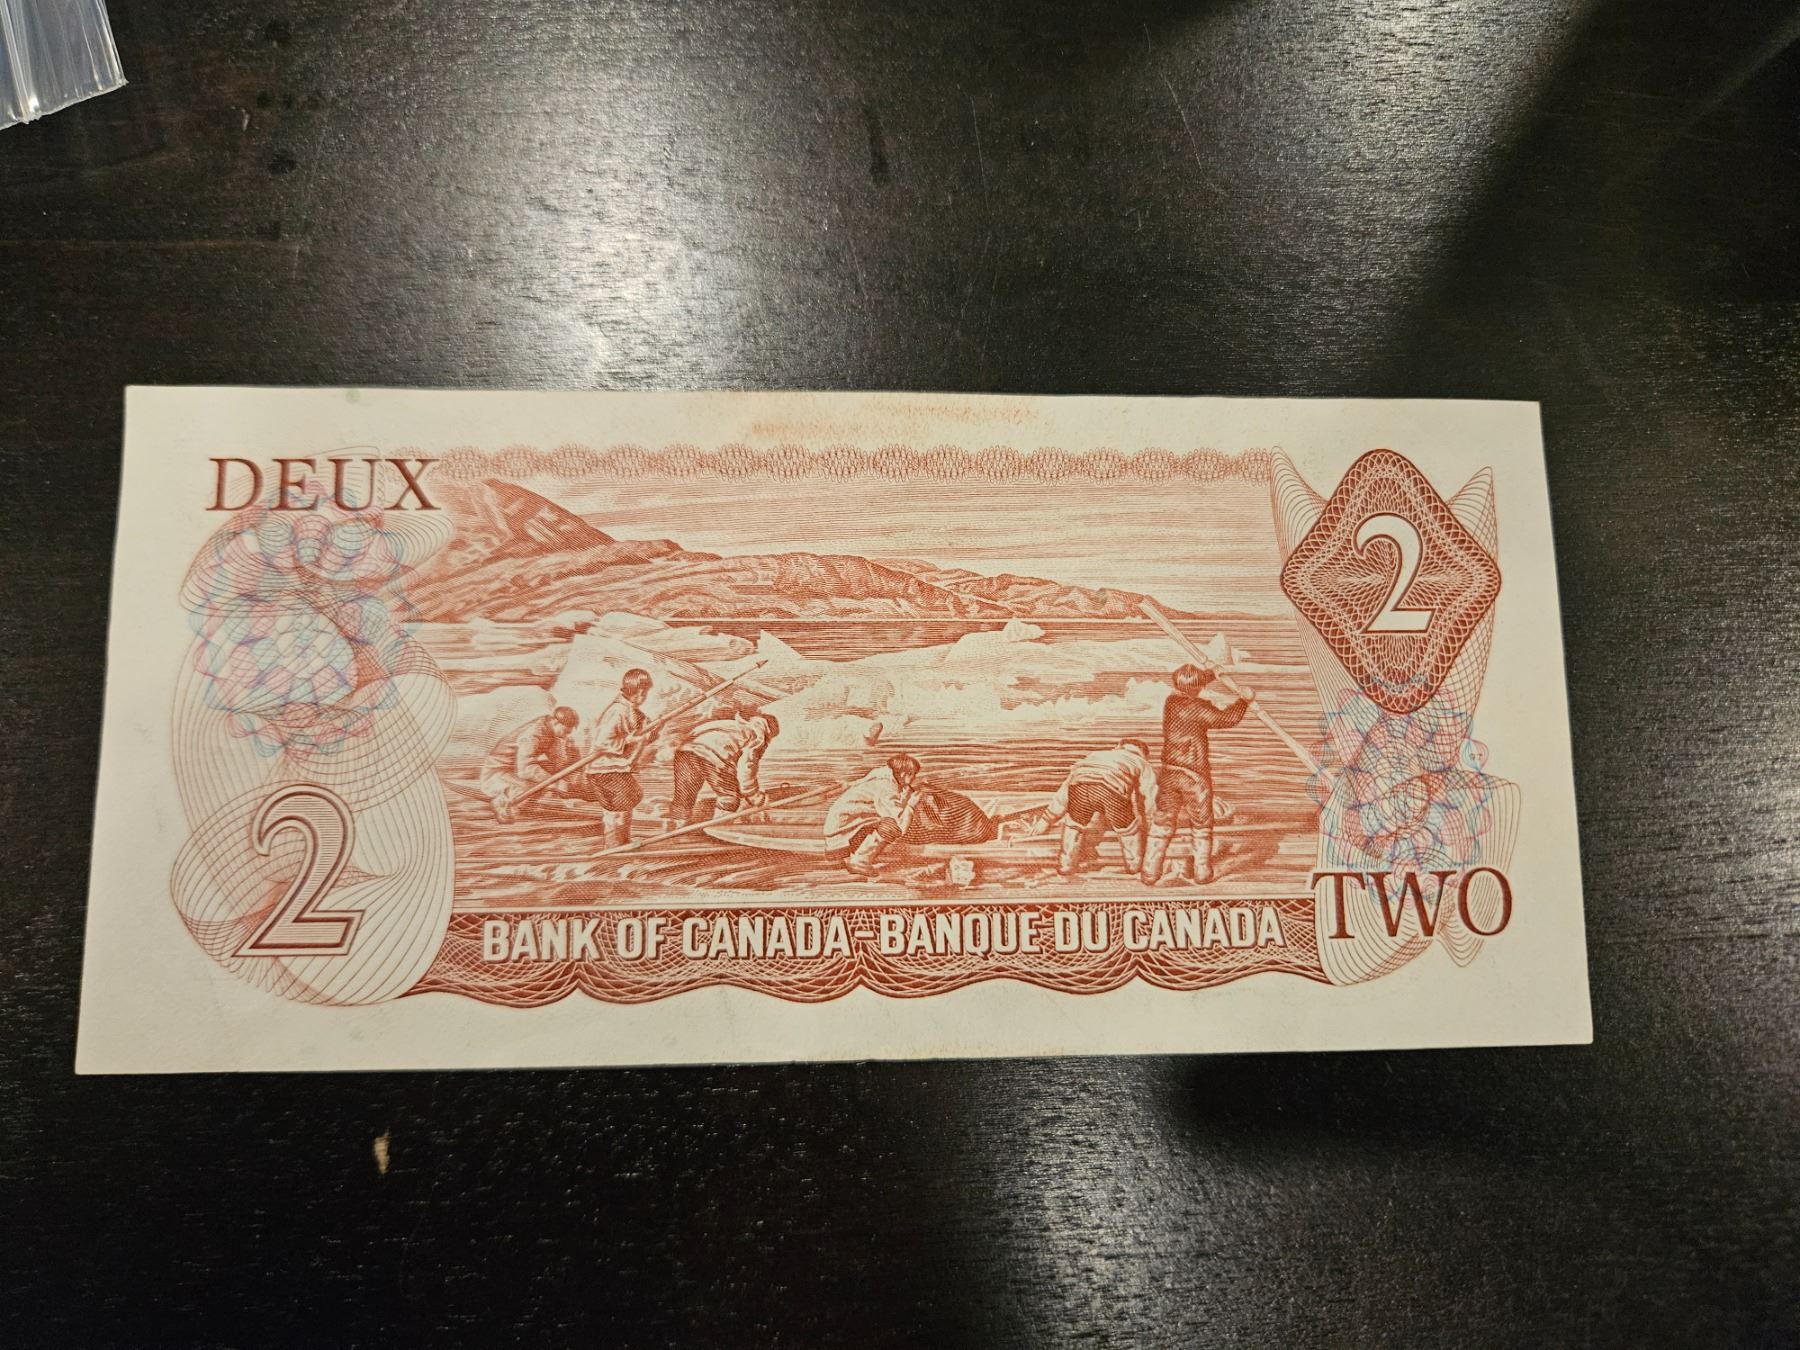 DEUX
2
2
BANK OF CANADA–BANQUE DU CANADA
TWO